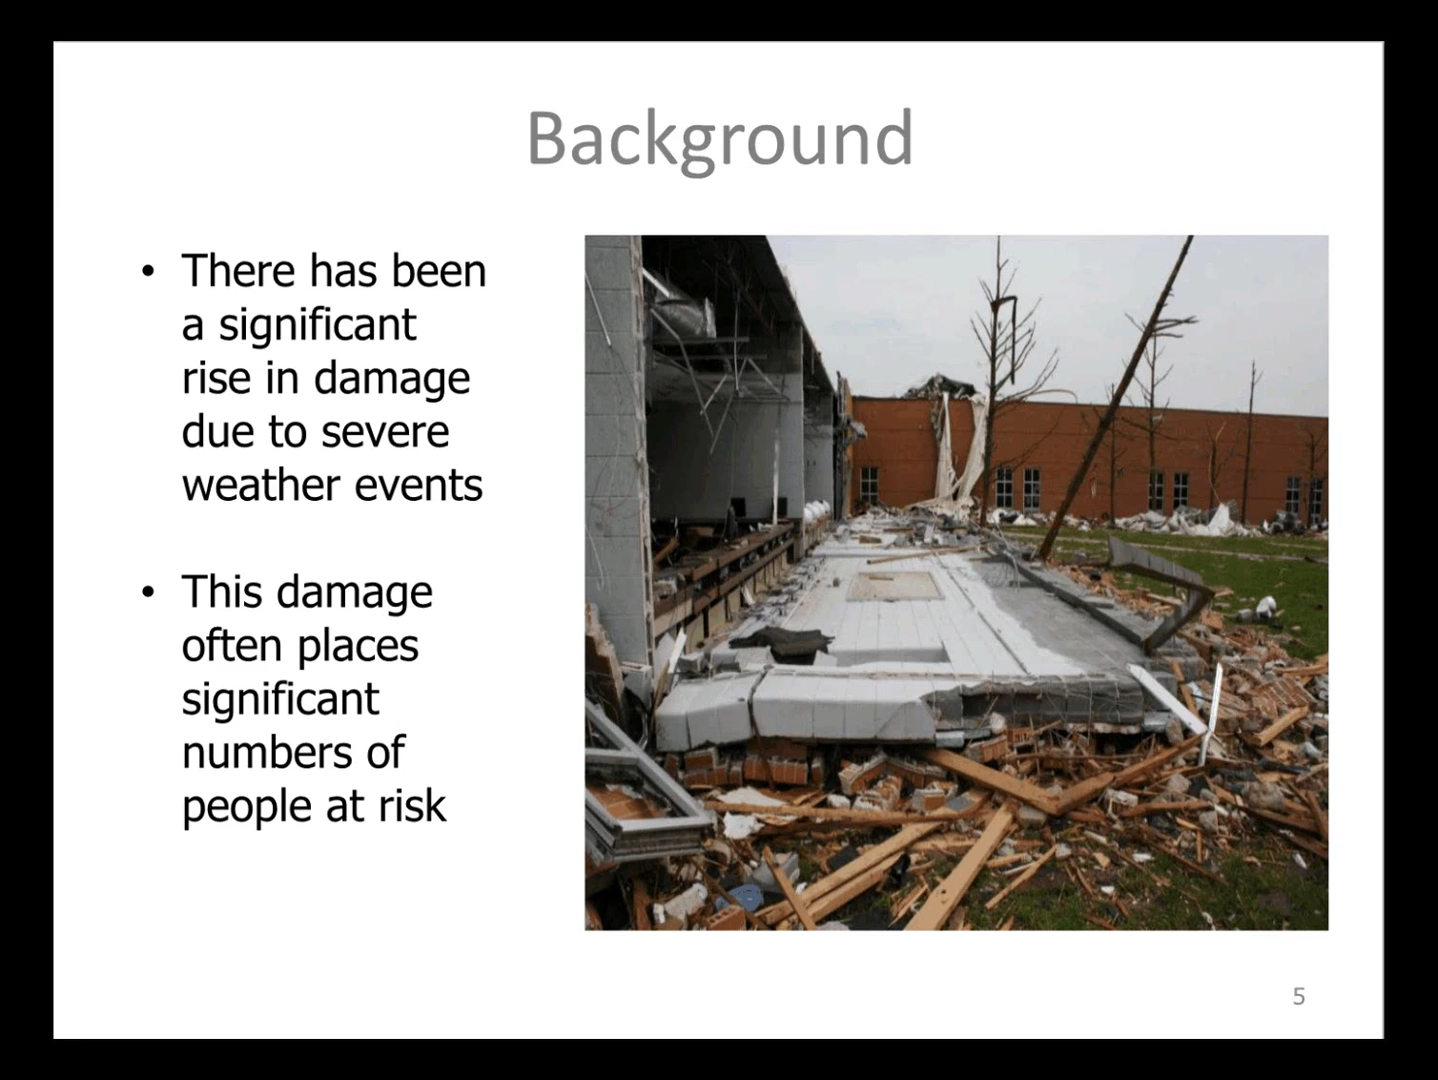 Background
• There has been
a significant
rise in damage
due to severe
weather events
• This damage
often places
significant
numbers of
people at risk
5